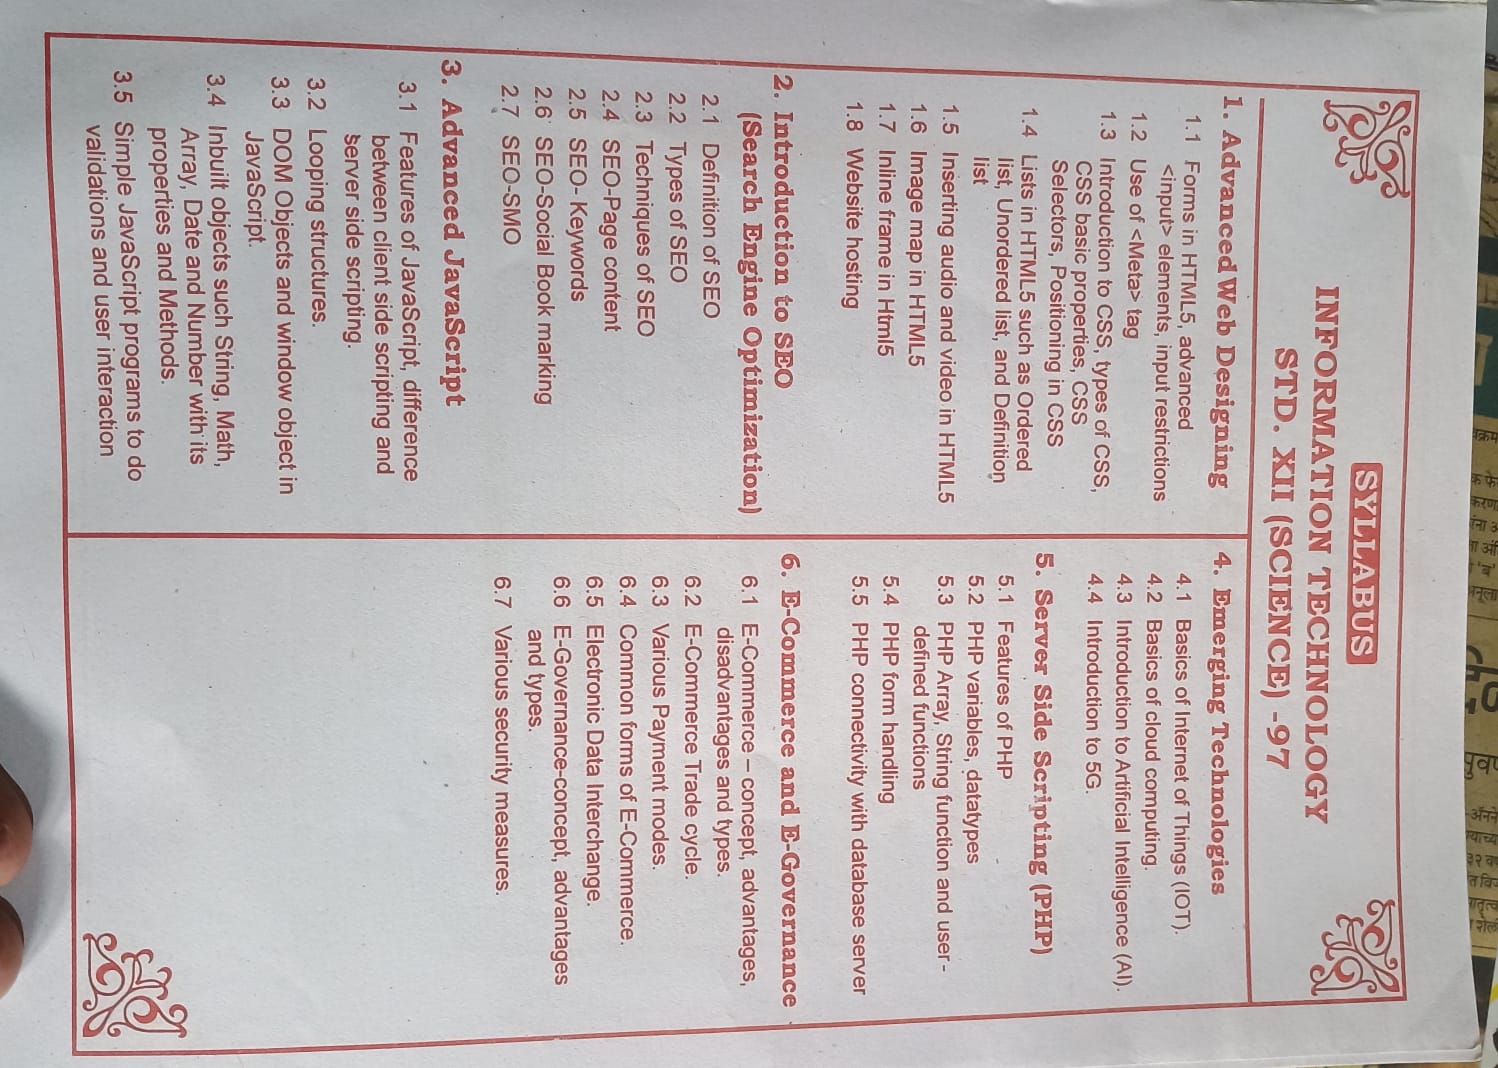 SYLLABUS
INFORMATION TECHNOLOGY
STD. XII (SCIENCE) -97
1. Advanced Web Designing
1.1 Forms in HTML5, advanced
<input> elements, input restrictions
1.2 Use of <Meta> tag
1.3 Introduction to CSS, types of CSS,
CSS basic properties, CSS
Selectors, Positioning in CSS
1.4 Lists in HTML5 such as Ordered
list, Unordered list, and Definition
list
1.5 Inserting audio and video in HTML5
1.6 Image map in HTML5
1.7 Inline frame in Html5
1.8 Website hosting
2. Introduction to SEO
(Search Engine Optimization)
2.1 Definition of SEO
2.2 Types of SEO
2.3 Techniques of SEO
2.4 SEO-Page content
2.5 SEO- Keywords
2.6 SEO-Social Book marking
2.7 SEO-SMO
3. Advanced JavaScript
3.1 Features of JavaScript, difference
between client side scripting and
server side scripting.
3.2 Looping structures.
3.3 DOM Objects and window object in
JavaScript.
3.4 Inbuilt objects such String, Math,
Array, Date and Number with its
properties and Methods.
3.5 Simple JavaScript programs to do
validations and user interaction
4. Emerging Technologies
4.1 Basics of Internet of Things (IOT).
4.2 Basics of cloud computing.
4.3 Introduction to Artificial Intelligence (AI).
4.4 Introduction to 5G.
5. Server Side Scripting (PHP)
5.1 Features of PHP
5.2 PHP variables, datatypes
5.3 PHP Array, String function and user-
defined functions
5.4 PHP form handling
5.5 PHP connectivity with database server
6. E-Commerce and E-Governance
6.1 E-Commerce – concept, advantages,
disadvantages and types.
6.2 E-Commerce Trade cycle.
6.3 Various Payment modes.
6.4 Common forms of E-Commerce.
6.5 Electronic Data Interchange.
6.6 E-Governance-concept, advantages
and types.
6.7 Various security measures.